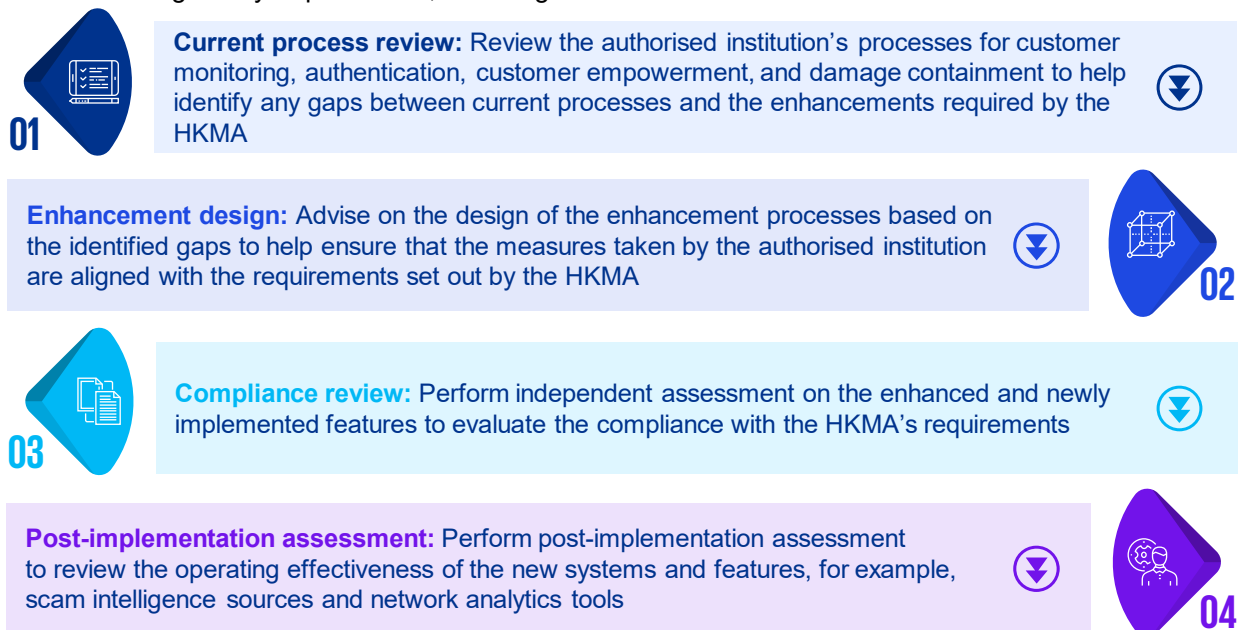 01
Current process review: Review the authorised institution’s processes for customer
monitoring, authentication, customer empowerment, and damage containment to help
identify any gaps between current processes and the enhancements required by the
HKMA
Enhancement design: Advise on the design of the enhancement processes based on
the identified gaps to help ensure that the measures taken by the authorised institution
are aligned with the requirements set out by the HKMA
02
03
Compliance review: Perform independent assessment on the enhanced and newly
implemented features to evaluate the compliance with the HKMA’s requirements
Post-implementation assessment: Perform post-implementation assessment
to review the operating effectiveness of the new systems and features, for example,
scam intelligence sources and network analytics tools
04